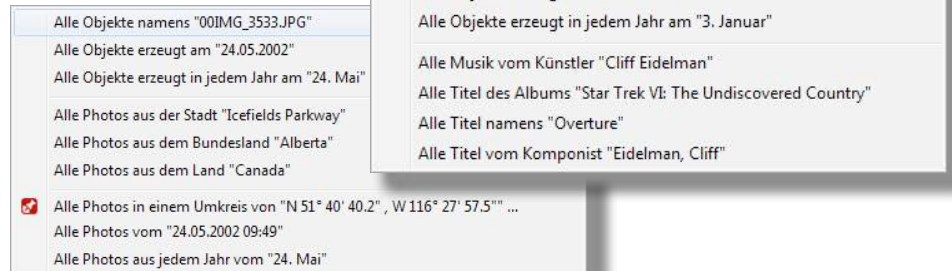 Alle Objekte namens "00IMG_3533.JPG"
Alle Objekte erzeugt am "24.05.2002"
Alle Objekte erzeugt in jedem Jahr am "24. Mai"
Alle Photos aus der Stadt "Icefields Parkway"
Alle Photos aus dem Bundesland "Alberta"
Alle Photos aus dem Land "Canada"
Alle Photos in einem Umkreis von "N 51° 40' 40.2" , W 116° 27' 57.5"" ...
Alle Photos vom "24.05.2002 09:49"
Alle Photos aus jedem Jahr vom "24. Mai"
Alle Objekte erzeugt in jedem Jahr am "3. Januar"
Alle Musik vom Künstler "Cliff Eidelman"
Alle Titel des Albums "Star Trek VI: The Undiscovered Country"
Alle Titel namens "Overture"
Alle Titel vom Komponist "Eidelman, Cliff"